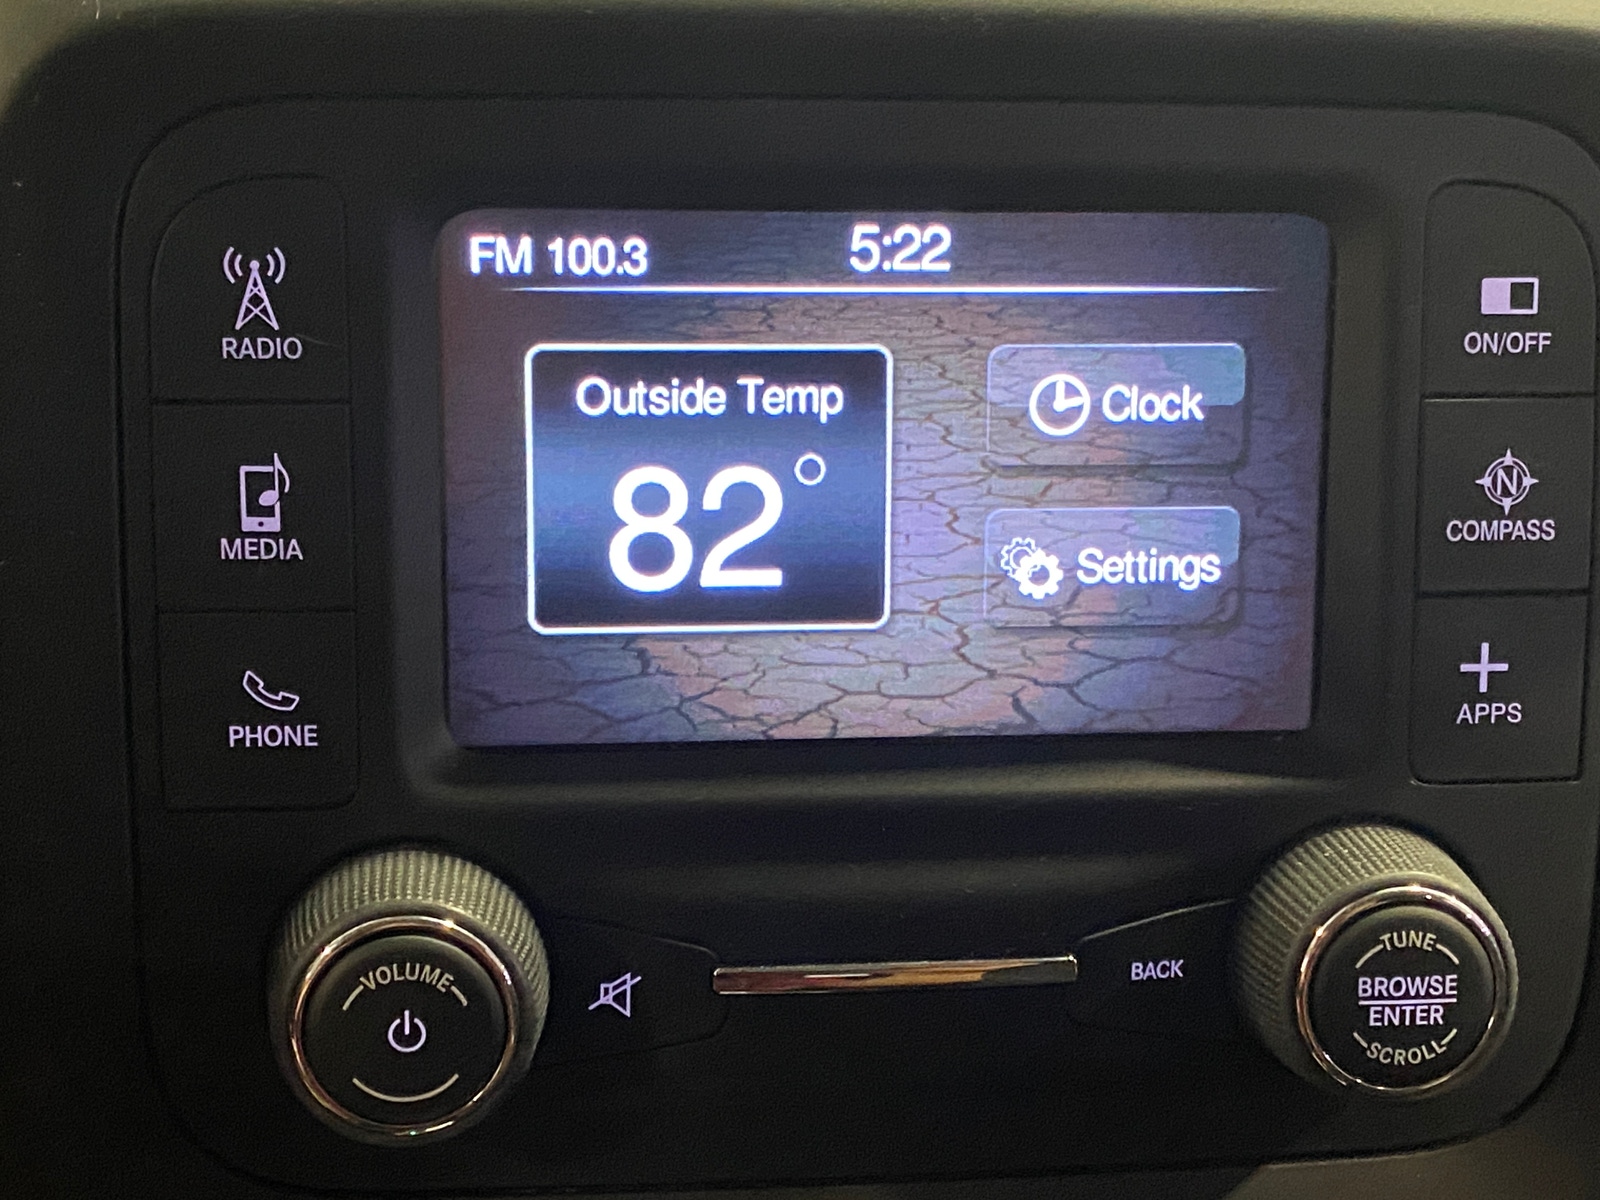 FM 100.3
5:22
RADIO
MEDIA
PHONE
Outside Temp
82°
Clock
Settings
ON/OFF
N
COMPASS
APPS
VOLUME
BACK
TUNE
BROWSE
ENTER
SCROLL